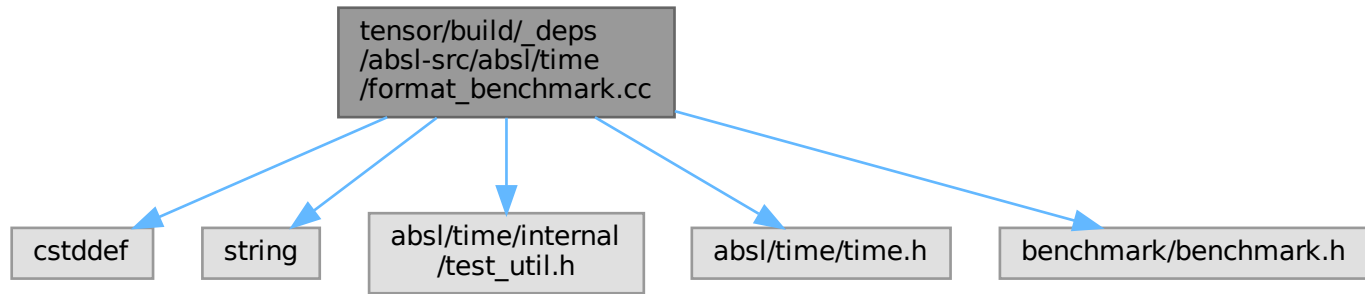 tensor/build/_deps
/absl-src/absl/time
/format_benchmark.cc
cstddef
string
absl/time/internal
/test_util.h
absl/time/time.h
benchmark/benchmark.h